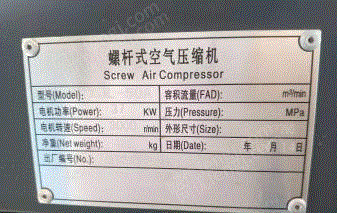 螺杆式空气压缩机
Screw Air Compressor
型号(Model): 容积流量(FAD): m³/min
电机功率(Power): KW 压力(Pressure): MPa
电机转速(Speed): r/min 外形尺寸(Size):
净重(Net weight): kg 日期(Date): 年 月 日
出厂编号(No.):